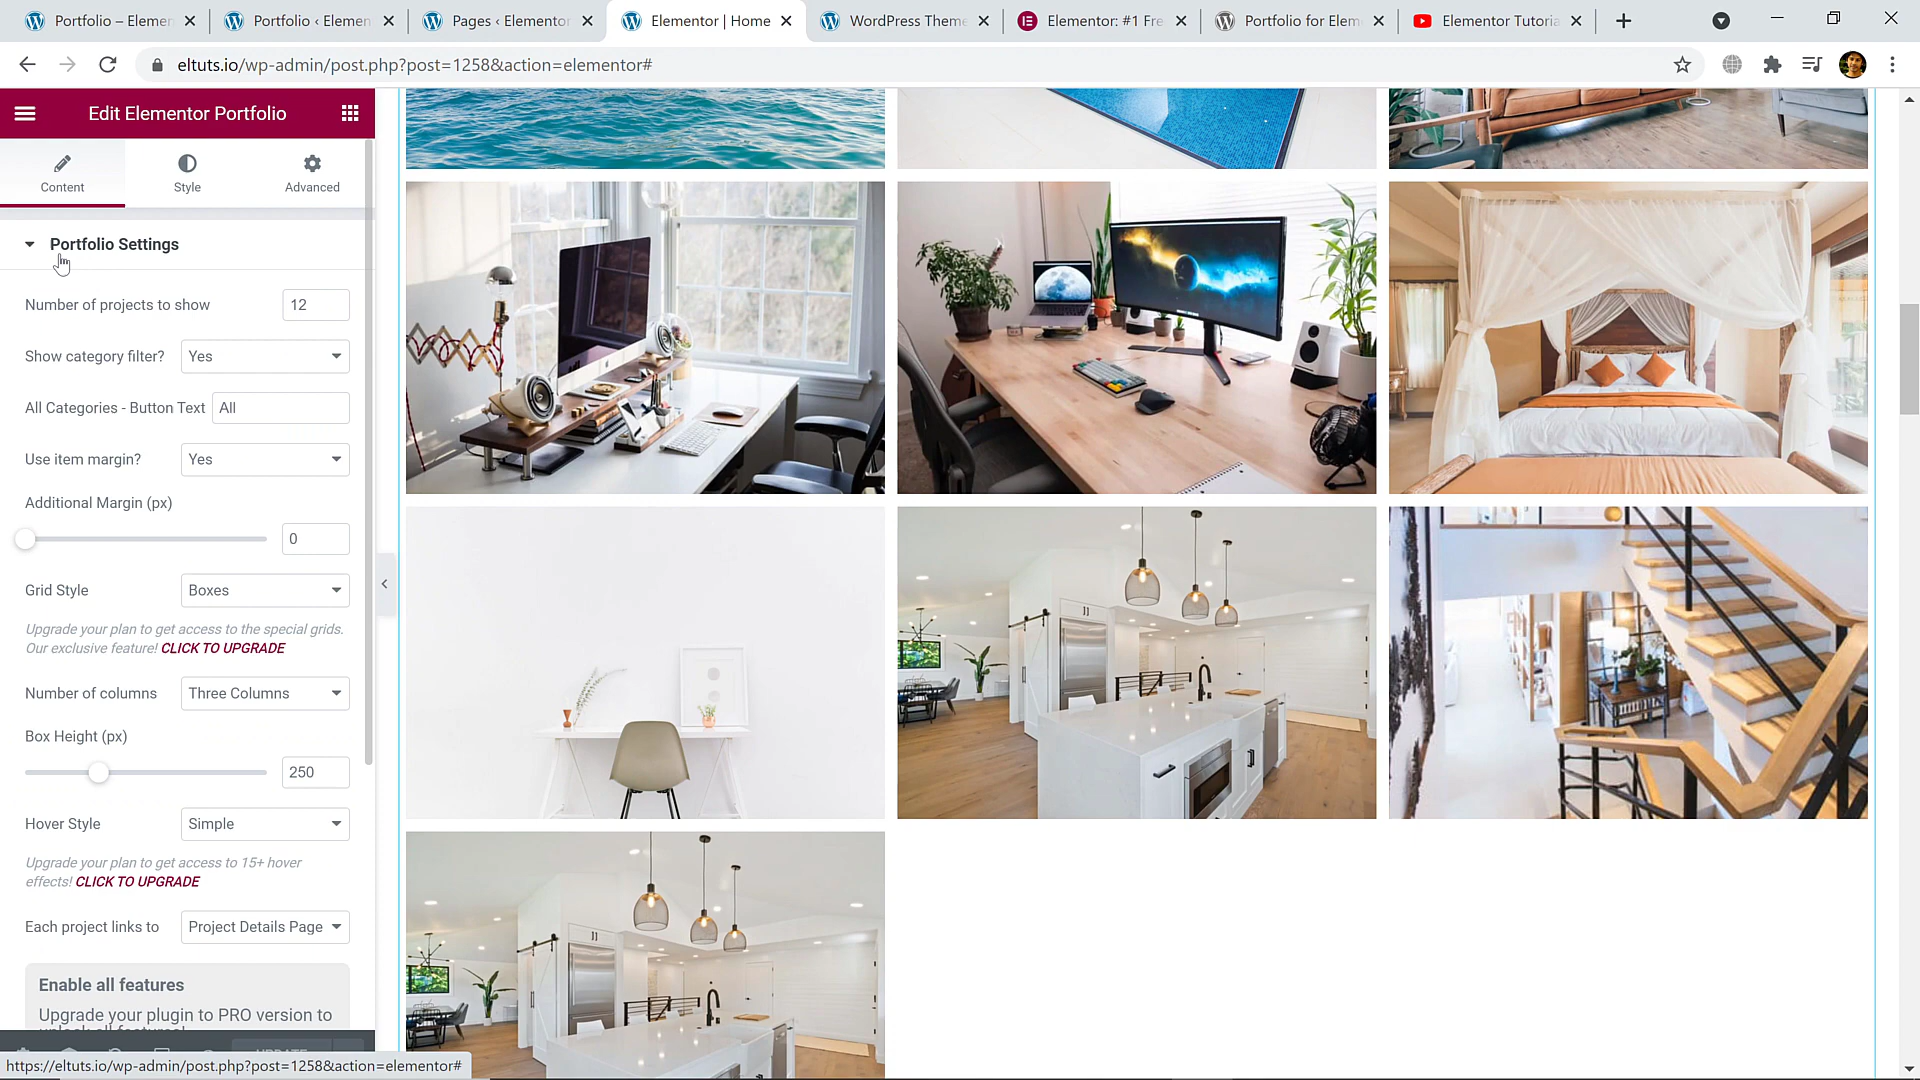 Portfolio – Elemen
Portfolio ‹ Elemen
Pages ‹ Elementor
Elementor | Home
WordPress Theme
Elementor: #1 Fre
Portfolio for Elem
Elementor Tutoria
eltuts.io/wp-admin/post.php?post=1258&action=elementor#
Edit Elementor Portfolio
Content
Style
Advanced
Portfolio Settings
Number of projects to show 12
Show category filter? Yes
All Categories - Button Text All
Use item margin? Yes
Additional Margin (px)
0
Grid Style Boxes
Upgrade your plan to get access to the special grids.
Our exclusive feature! CLICK TO UPGRADE
Number of columns Three Columns
Box Height (px)
250
Hover Style Simple
Upgrade your plan to get access to 15+ hover
effects! CLICK TO UPGRADE
Each project links to Project Details Page
Enable all features
Upgrade your plugin to PRO version to
unlock all features!
UPDATE
https://eltuts.io/wp-admin/post.php?post=1258&action=elementor#